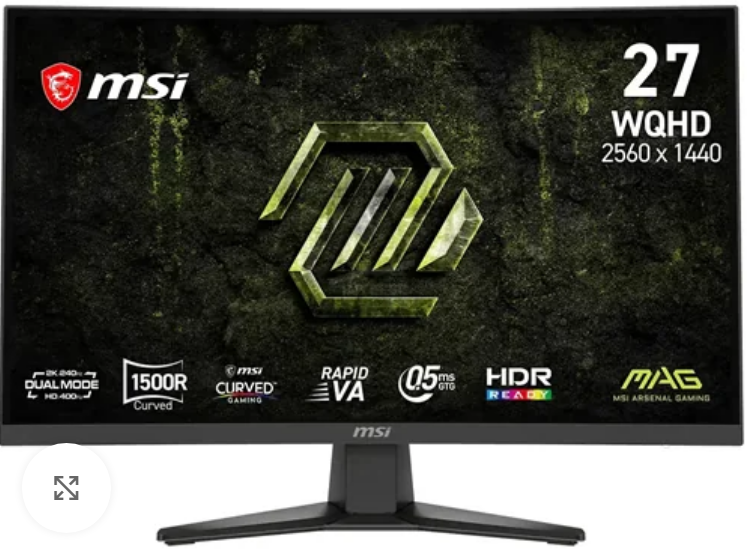 msi
27
WQHD
2560 x 1440
2K 240Hz
DUAL MODE
HD 400Hz
1500R
Curved
msi
CURVED
GAMING
RAPID
VA
0.5ms
GTG
HDR
READY
MAG
MSI ARSENAL GAMING
msi